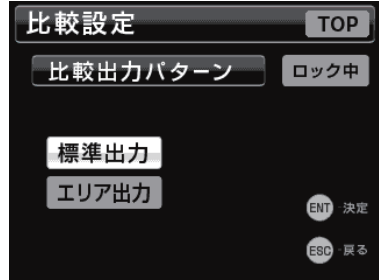 比較設定 TOP
比較出力パターン ロック中
標準出力
エリア出力
ENT -決定
ESC -戻る